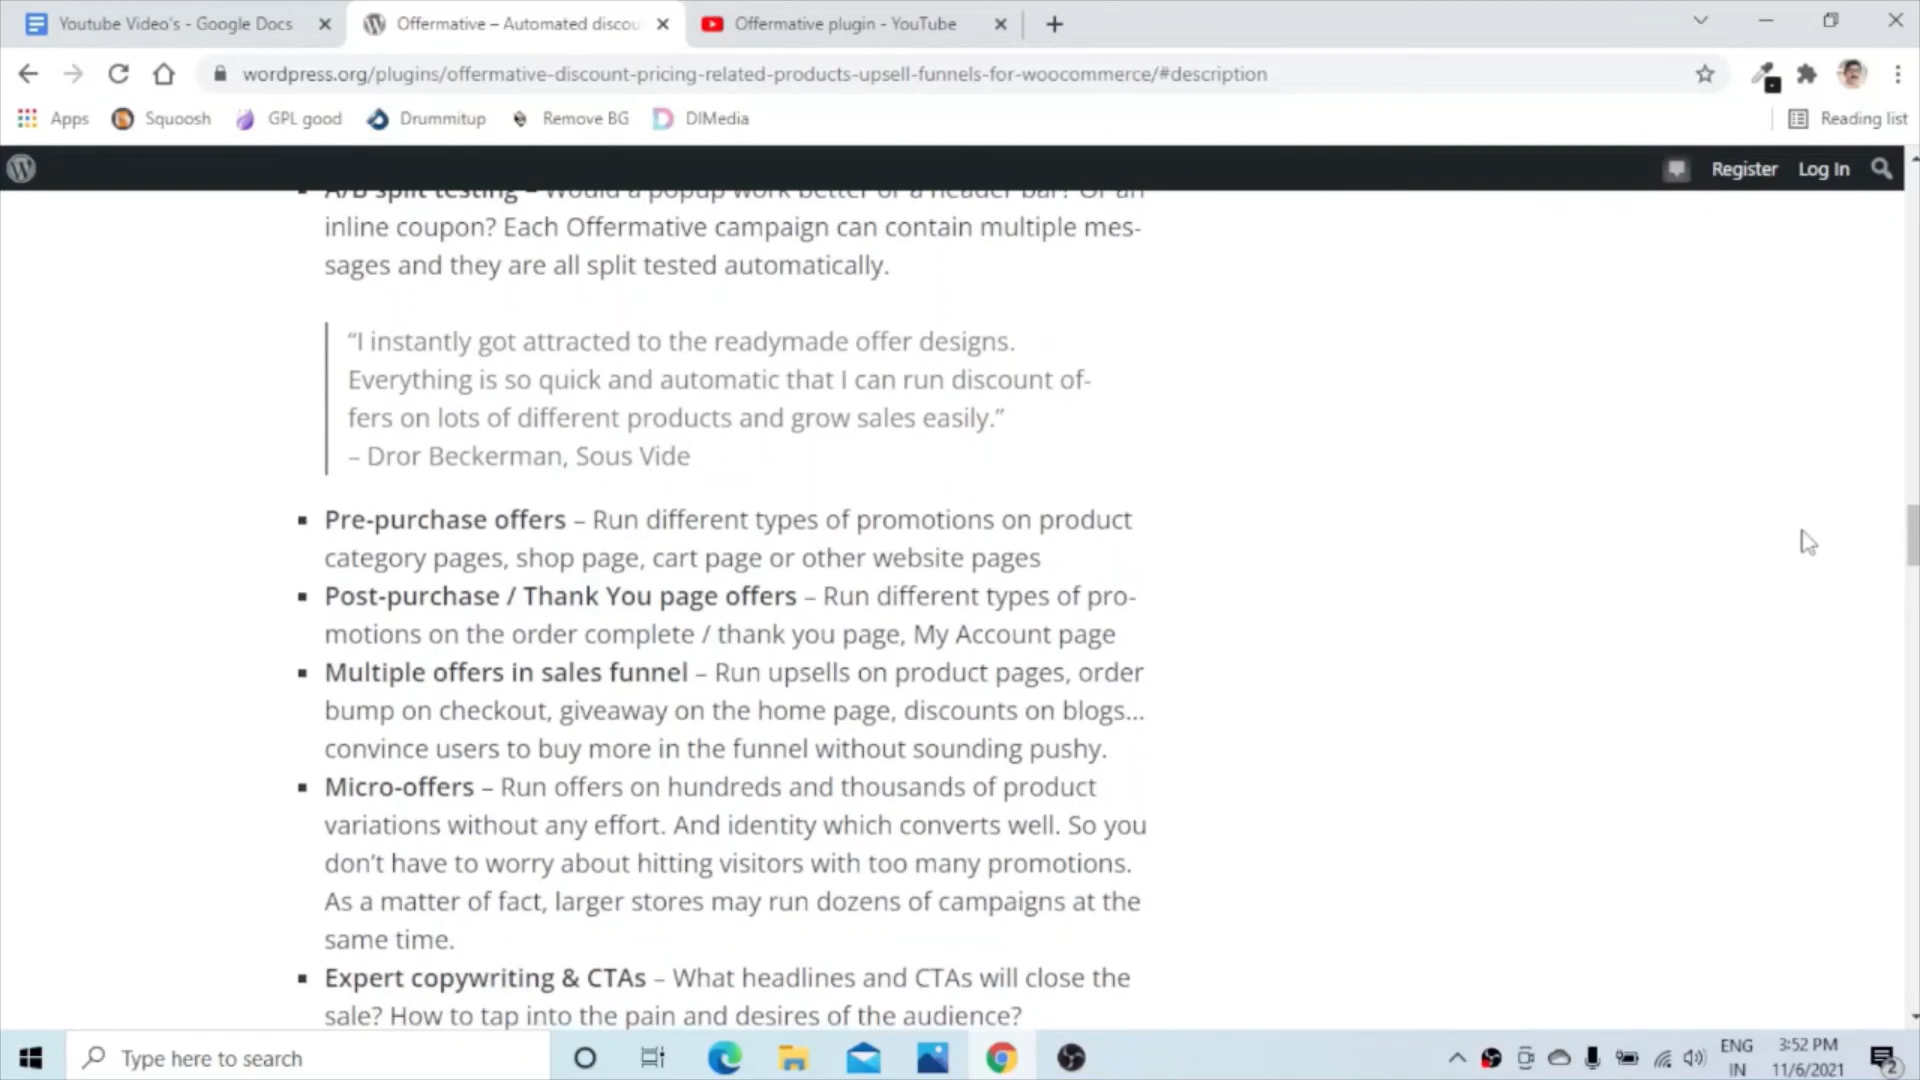 Youtube Video's - Google Docs
Offermative – Automated discou
Offermative plugin - YouTube
wordpress.org/plugins/offermative-discount-pricing-related-products-upsell-funnels-for-woocommerce/#description
Apps
Squoosh
GPL good
Drummitup
Remove BG
DIMedia
Reading list
Register
Log In
A/B split testing – Would a popup work better or a header bar? Or an
inline coupon? Each Offermative campaign can contain multiple mes-
sages and they are all split tested automatically.
“I instantly got attracted to the readymade offer designs.
Everything is so quick and automatic that I can run discount of-
fers on lots of different products and grow sales easily.”
– Dror Beckerman, Sous Vide
Pre-purchase offers – Run different types of promotions on product
category pages, shop page, cart page or other website pages
Post-purchase / Thank You page offers – Run different types of pro-
motions on the order complete / thank you page, My Account page
Multiple offers in sales funnel – Run upsells on product pages, order
bump on checkout, giveaway on the home page, discounts on blogs…
convince users to buy more in the funnel without sounding pushy.
Micro-offers – Run offers on hundreds and thousands of product
variations without any effort. And identity which converts well. So you
don’t have to worry about hitting visitors with too many promotions.
As a matter of fact, larger stores may run dozens of campaigns at the
same time.
Expert copywriting & CTAs – What headlines and CTAs will close the
sale? How to tap into the pain and desires of the audience?
Type here to search
ENG
IN
3:52 PM
11/6/2021
2